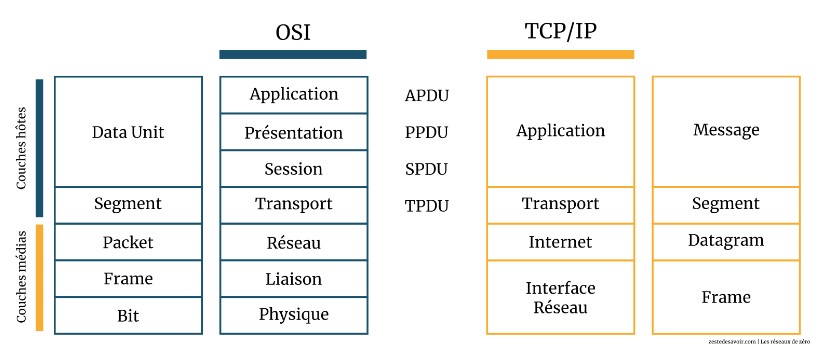 OSI
TCP/IP
Couches hôtes
Couches médias
Data Unit
Segment
Packet
Frame
Bit
Application
Présentation
Session
Transport
Réseau
Liaison
Physique
APDU
PPDU
SPDU
TPDU
Application
Transport
Internet
Interface
Réseau
Message
Segment
Datagram
Frame
zestedesavoir.com | Les réseaux de zéro